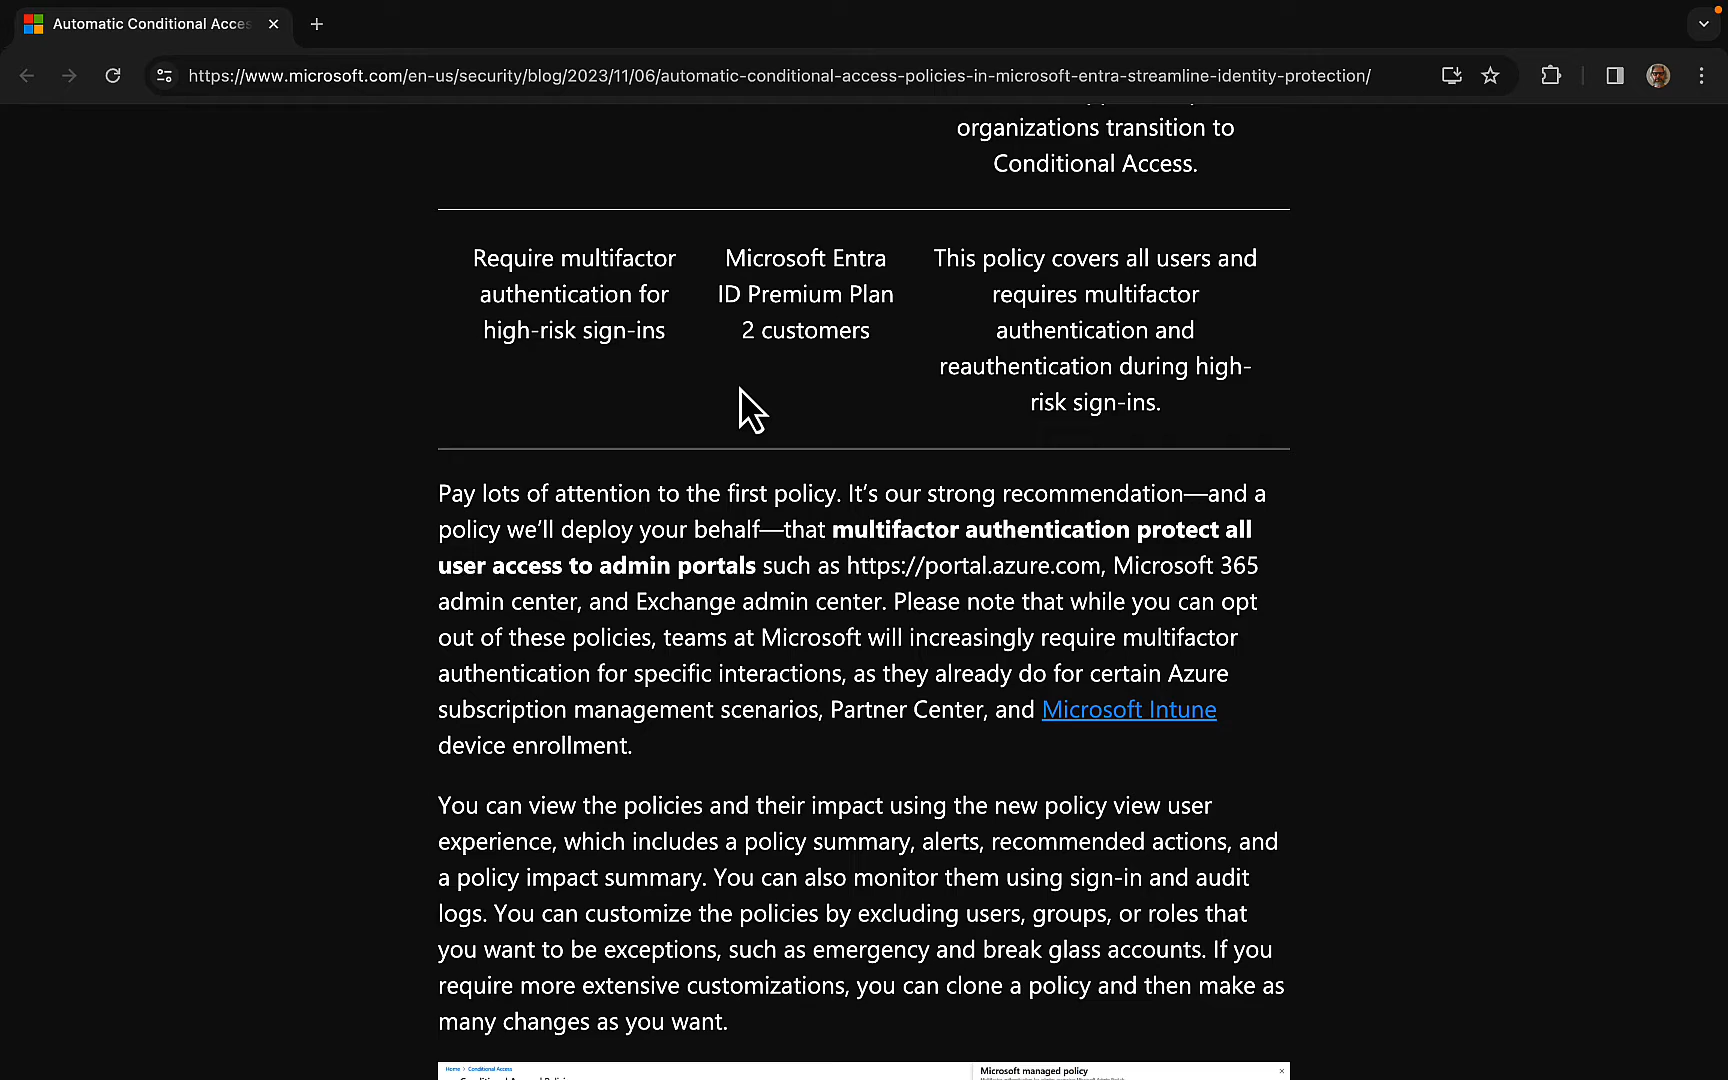 Automatic Conditional Acces
https://www.microsoft.com/en-us/security/blog/2023/11/06/automatic-conditional-access-policies-in-microsoft-entra-streamline-identity-protection/
organizations transition to
Conditional Access.
Require multifactor
authentication for
high-risk sign-ins
Microsoft Entra
ID Premium Plan
2 customers
This policy covers all users and
requires multifactor
authentication and
reauthentication during high-
risk sign-ins.
Pay lots of attention to the first policy. It’s our strong recommendation—and a
policy we’ll deploy your behalf—that multifactor authentication protect all
user access to admin portals such as https://portal.azure.com, Microsoft 365
admin center, and Exchange admin center. Please note that while you can opt
out of these policies, teams at Microsoft will increasingly require multifactor
authentication for specific interactions, as they already do for certain Azure
subscription management scenarios, Partner Center, and Microsoft Intune
device enrollment.
You can view the policies and their impact using the new policy view user
experience, which includes a policy summary, alerts, recommended actions, and
a policy impact summary. You can also monitor them using sign-in and audit
logs. You can customize the policies by excluding users, groups, or roles that
you want to be exceptions, such as emergency and break glass accounts. If you
require more extensive customizations, you can clone a policy and then make as
many changes as you want.
Home > Conditional Access
Microsoft managed policy